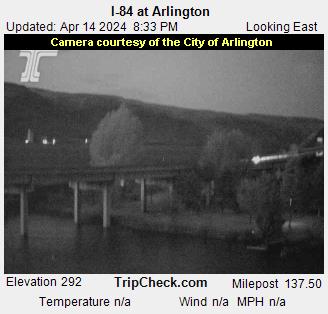 I-84 at Arlington
Updated: Apr 14 2024 8:33 PM Looking East
Camera courtesy of the City of Arlington
Elevation 292 TripCheck.com Milepost 137.50
Temperature n/a Wind n/a MPH n/a